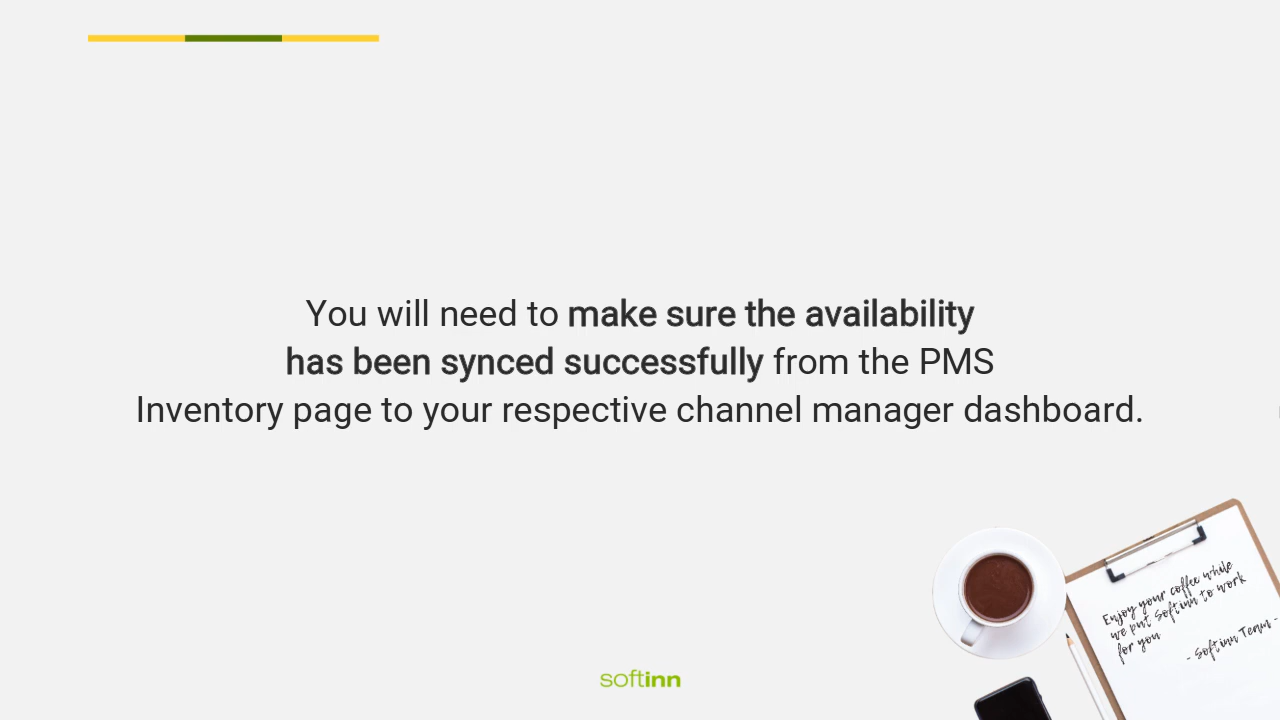 You will need to make sure the availability
has been synced successfully from the PMS
Inventory page to your respective channel manager dashboard.
Enjoy your coffee while
we put Softinn to work
for you
- Softinn Team -
softinn